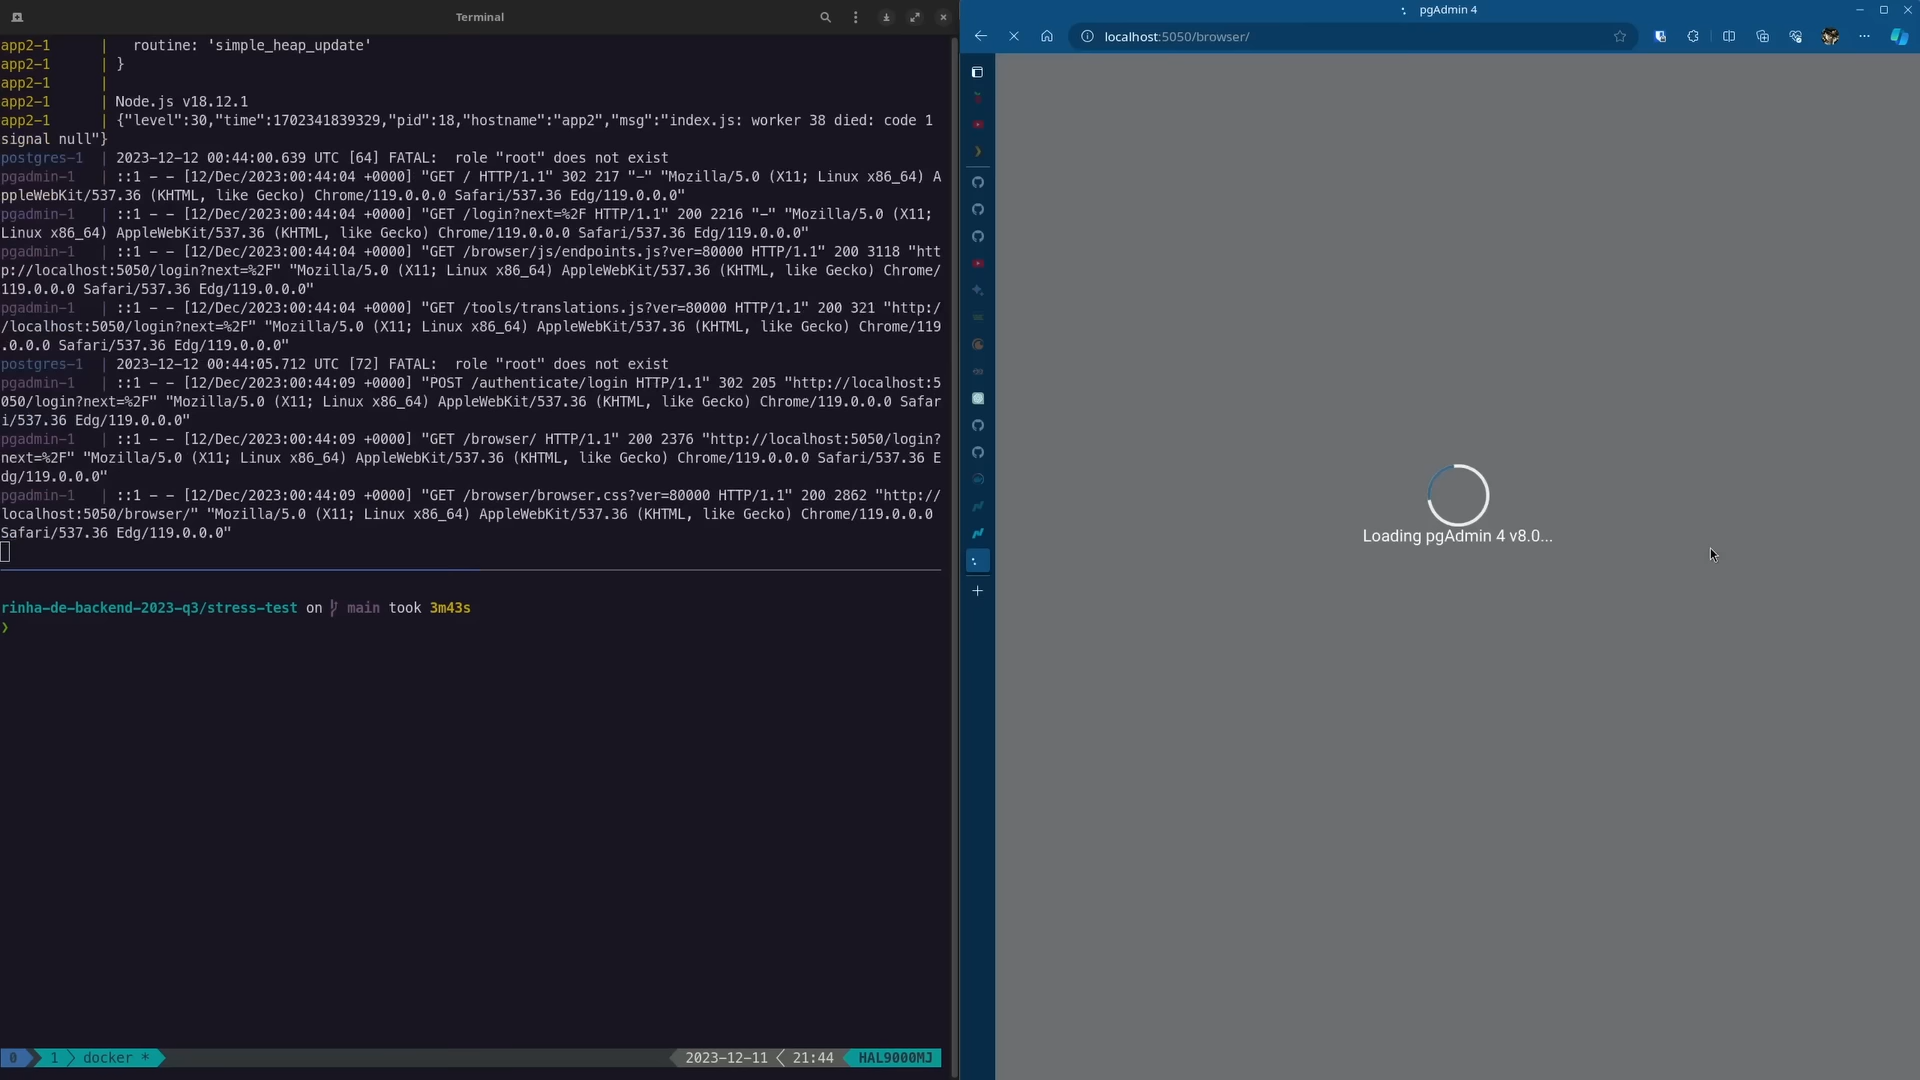 Terminal
app2-1       |   routine: 'simple_heap_update'
app2-1       | }
app2-1       |
app2-1       | Node.js v18.12.1
app2-1       | {"level":30,"time":1702341839329,"pid":18,"hostname":"app2","msg":"index.js: worker 38 died: code 1
signal null"}
postgres-1  | 2023-12-12 00:44:00.639 UTC [64] FATAL:  role "root" does not exist
pgadmin-1   | ::1 - - [12/Dec/2023:00:44:04 +0000] "GET / HTTP/1.1" 302 217 "-" "Mozilla/5.0 (X11; Linux x86_64) A
ppleWebKit/537.36 (KHTML, like Gecko) Chrome/119.0.0.0 Safari/537.36 Edg/119.0.0.0"
pgadmin-1   | ::1 - - [12/Dec/2023:00:44:04 +0000] "GET /login?next=%2F HTTP/1.1" 200 2216 "-" "Mozilla/5.0 (X11;
Linux x86_64) AppleWebKit/537.36 (KHTML, like Gecko) Chrome/119.0.0.0 Safari/537.36 Edg/119.0.0.0"
pgadmin-1   | ::1 - - [12/Dec/2023:00:44:04 +0000] "GET /browser/js/endpoints.js?ver=80000 HTTP/1.1" 200 3118 "htt
p://localhost:5050/login?next=%2F" "Mozilla/5.0 (X11; Linux x86_64) AppleWebKit/537.36 (KHTML, like Gecko) Chrome/
119.0.0.0 Safari/537.36 Edg/119.0.0.0"
pgadmin-1   | ::1 - - [12/Dec/2023:00:44:04 +0000] "GET /tools/translations.js?ver=80000 HTTP/1.1" 200 321 "http:/
/localhost:5050/login?next=%2F" "Mozilla/5.0 (X11; Linux x86_64) AppleWebKit/537.36 (KHTML, like Gecko) Chrome/119
.0.0.0 Safari/537.36 Edg/119.0.0.0"
postgres-1  | 2023-12-12 00:44:05.712 UTC [72] FATAL:  role "root" does not exist
pgadmin-1   | ::1 - - [12/Dec/2023:00:44:09 +0000] "POST /authenticate/login HTTP/1.1" 302 205 "http://localhost:5
050/login?next=%2F" "Mozilla/5.0 (X11; Linux x86_64) AppleWebKit/537.36 (KHTML, like Gecko) Chrome/119.0.0.0 Safar
i/537.36 Edg/119.0.0.0"
pgadmin-1   | ::1 - - [12/Dec/2023:00:44:09 +0000] "GET /browser/ HTTP/1.1" 200 2376 "http://localhost:5050/login?
next=%2F" "Mozilla/5.0 (X11; Linux x86_64) AppleWebKit/537.36 (KHTML, like Gecko) Chrome/119.0.0.0 Safari/537.36 E
dg/119.0.0.0"
pgadmin-1   | ::1 - - [12/Dec/2023:00:44:09 +0000] "GET /browser/browser.css?ver=80000 HTTP/1.1" 200 2862 "http://
localhost:5050/browser/" "Mozilla/5.0 (X11; Linux x86_64) AppleWebKit/537.36 (KHTML, like Gecko) Chrome/119.0.0.0
Safari/537.36 Edg/119.0.0.0"
rinha-de-backend-2023-q3/stress-test on main took 3m43s
❯
0 1 docker * 2023-12-11 21:44 HAL9000MJ
pgAdmin 4
localhost:5050/browser/
Loading pgAdmin 4 v8.0...